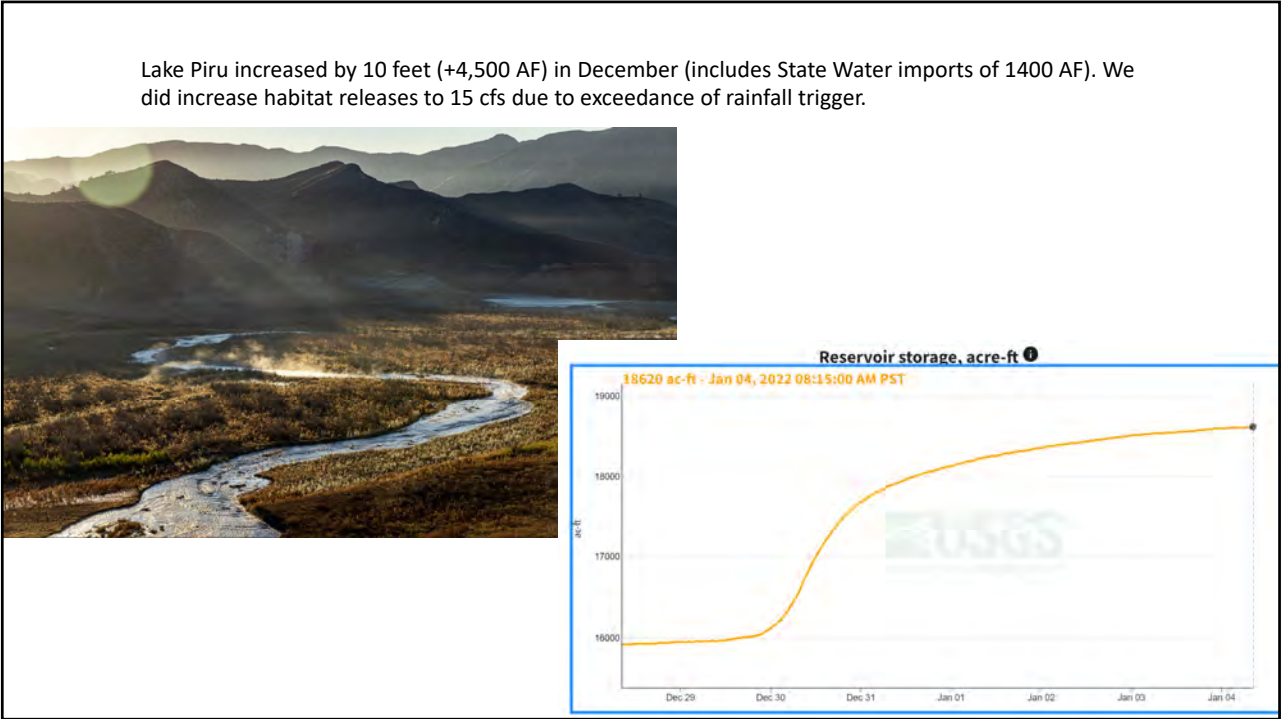 Lake Piru increased by 10 feet (+4,500 AF) in December (includes State Water imports of 1400 AF). We
did increase habitat releases to 15 cfs due to exceedance of rainfall trigger.
Reservoir storage, acre-ft
18620 ac-ft - Jan 04, 2022 08:15:00 AM PST
19000
18000
ac-ft
17000
16000
USGS
Dec 29 Dec 30 Dec 31 Jan 01 Jan 02 Jan 03 Jan 04